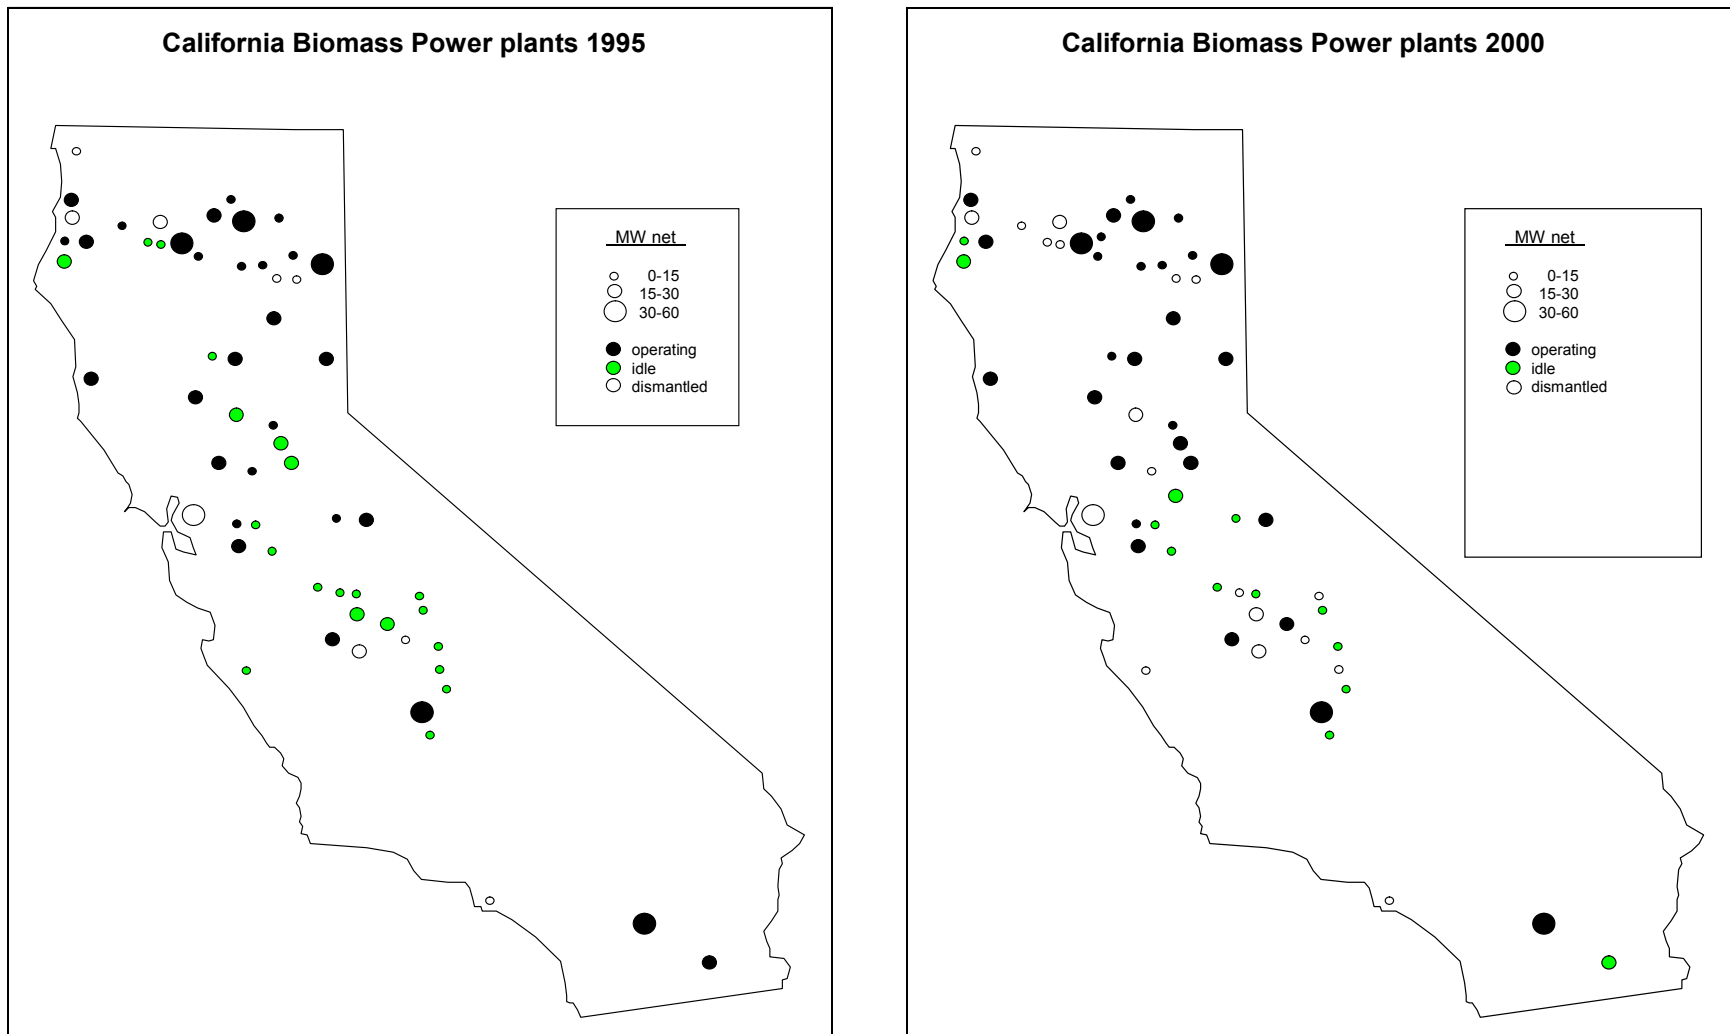 California Biomass Power plants 1995
MW net
0-15
15-30
30-60
operating
idle
dismantled
California Biomass Power plants 2000
MW net
0-15
15-30
30-60
operating
idle
dismantled